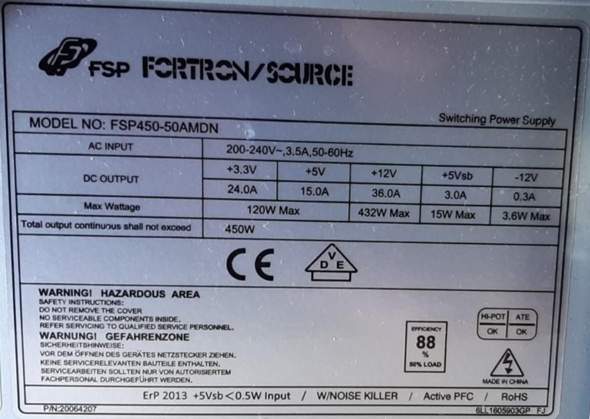 FSP FORTRON/SOURCE
Switching Power Supply
MODEL NO: FSP450-50AMDN
AC INPUT 200-240V~,3.5A,50-60Hz
DC OUTPUT +3.3V +5V +12V +5Vsb -12V
24.0A 15.0A 36.0A 3.0A 0.3A
Max Wattage 120W Max 432W Max 15W Max 3.6W Max
Total output continuous shall not exceed 450W
CE
V
D E
WARNING! HAZARDOUS AREA
SAFETY INSTRUCTIONS:
DO NOT REMOVE THE COVER
NO SERVICEABLE COMPONENTS INSIDE.
REFER SERVICING TO QUALIFIED SERVICE PERSONNEL.
WARNUNG! GEFAHRENZONE
SICHERHEITSHINWEISE:
VOR DEM ÖFFNEN DES GERÄTES NETZSTECKER ZIEHEN.
KEINE SERVICERELEVANTEN BAUTEILE ENTHALTEN.
SERVICEARBEITEN SOLLTEN NUR VON AUTORISIERTEM
FACHPERSONAL DURCHGEFÜHRT WERDEN.
EFFICIENCY
88
%
50% LOAD
HI-POT ATE
OK OK
MADE IN CHINA
ErP 2013 +5Vsb<0.5W Input / W/NOISE KILLER / Active PFC / RoHS
P/N:20064207 6LL1605903GP FJ